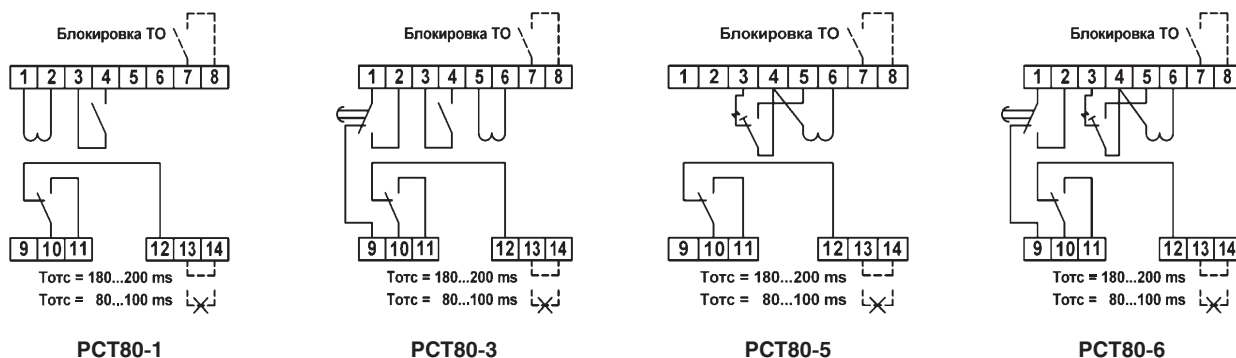 Блокировка ТО
1 2 3 4 5 6 7 8
9 10 11 12 13 14
Тотс = 180...200 ms
Тотс = 80...100 ms
РСТ80-1
Блокировка ТО
1 2 3 4 5 6 7 8
9 10 11 12 13 14
Тотс = 180...200 ms
Тотс = 80...100 ms
РСТ80-3
Блокировка ТО
1 2 3 4 5 6 7 8
9 10 11 12 13 14
Тотс = 180...200 ms
Тотс = 80...100 ms
РСТ80-5
Блокировка ТО
1 2 3 4 5 6 7 8
9 10 11 12 13 14
Тотс = 180...200 ms
Тотс = 80...100 ms
РСТ80-6